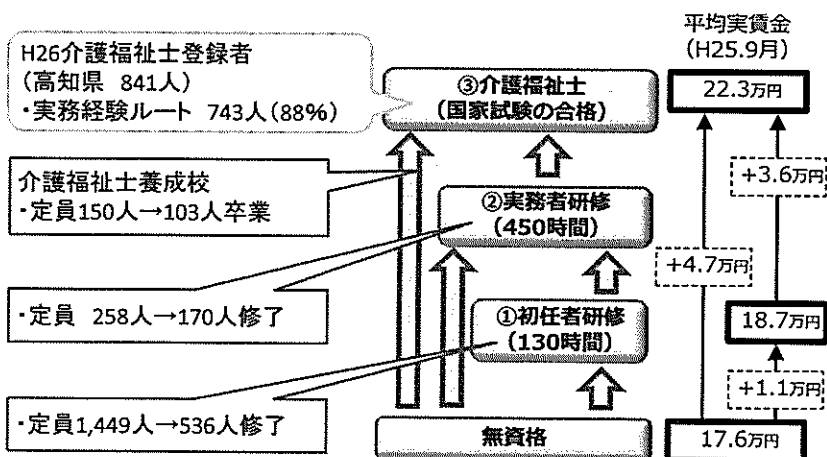 平均実賃金
(H25.9月)
H26介護福祉士登録者
(高知県 841人)
・実務経験ルート 743人(88%)
③介護福祉士
(国家試験の合格)
22.3万円
介護福祉士養成校
・定員150人→103人卒業
+3.6万円
②実務者研修
(450時間)
+4.7万円
・定員 258人→170人修了
①初任者研修
(130時間)
18.7万円
+1.1万円
・定員1,449人→536人修了
無資格
17.6万円